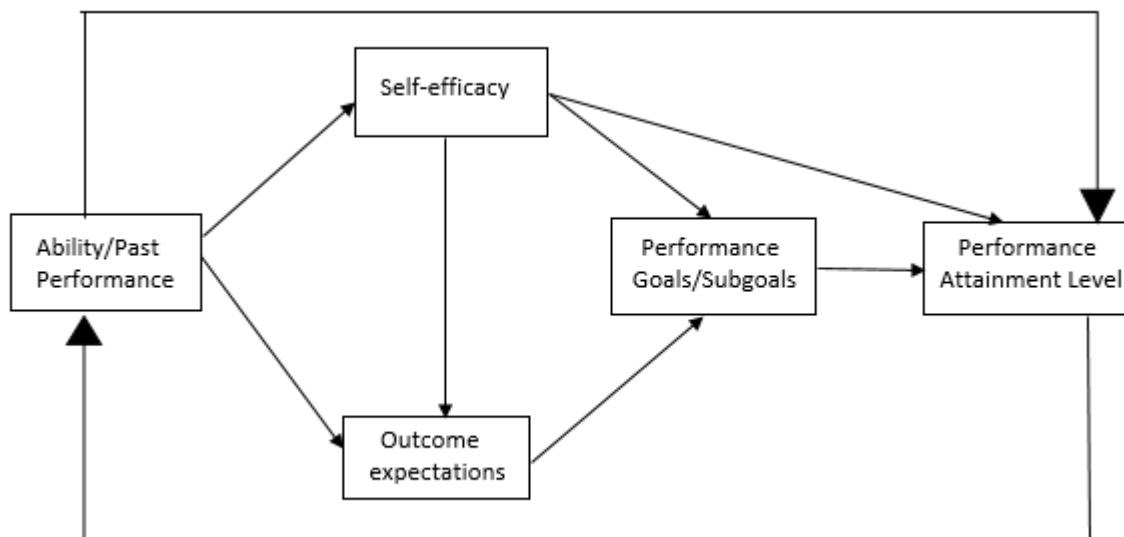 Self-efficacy
Ability/Past
Performance
Performance
Goals/Subgoals
Performance
Attainment Level
Outcome
expectations